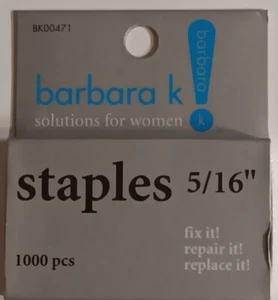 BK00471
barbara k
barbara
k
solutions for women
staples 5/16"
1000 pcs
fix it!
repair it!
replace it!